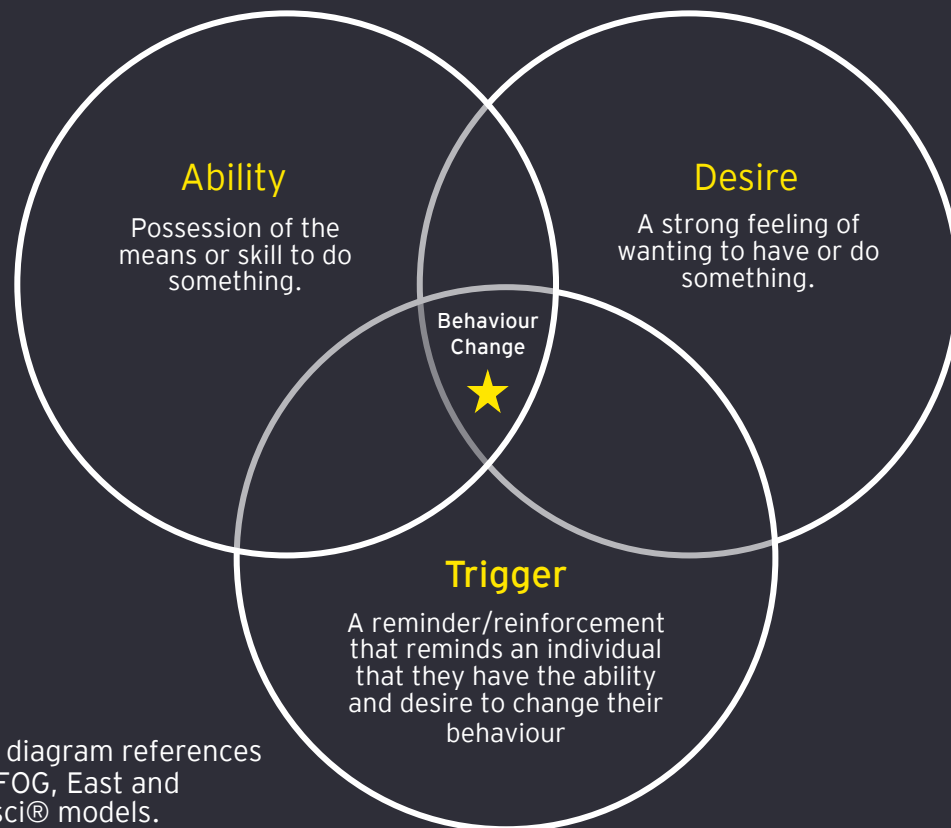 Ability
Possession of the
means or skill to do
something.
Desire
A strong feeling of
wanting to have or do
something.
Behaviour
Change
Trigger
A reminder/reinforcement
that reminds an individual
that they have the ability
and desire to change their
behaviour
diagram references
FOG, East and
sci® models.